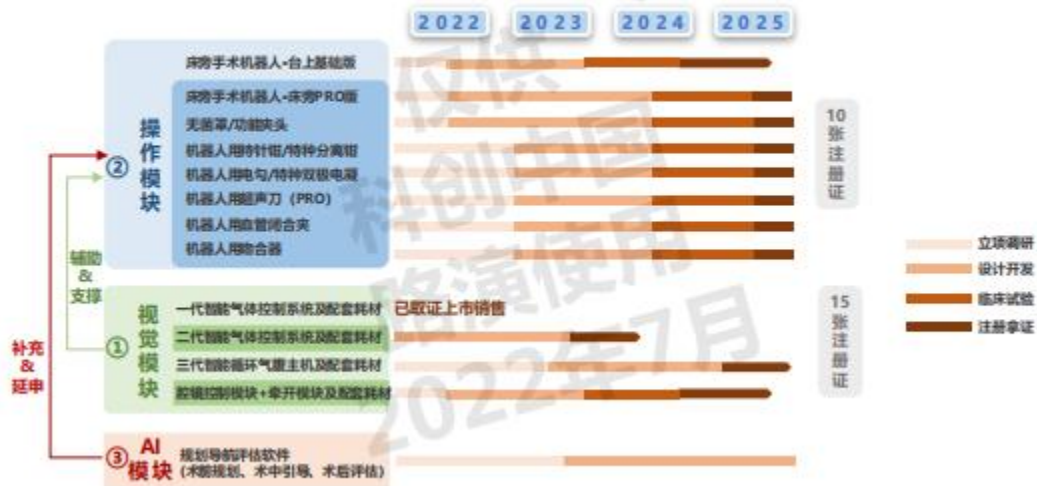 2022 2023 2024 2025
床旁手术机器人-台上基础版
床旁手术机器人-床旁PRO版
无菌罩/功能夹头
机器人用持针钳/特种分离钳
机器人用电勾/特种双极电凝
机器人用超声刀（PRO）
机器人用血管闭合夹
机器人用吻合器
② 操作模块
10张注册证
立项调研
设计开发
临床试验
注册拿证
辅助
&
支撑
补充
&
延申
① 视觉模块
一代智能气体控制系统及配套耗材 已取证上市销售
二代智能气体控制系统及配套耗材
三代智能循环气腹主机及配套耗材
腔镜控制模块+牵开模块及配套耗材
15张注册证
③ AI模块
规划导航评估软件
（术前规划、术中引导、术后评估）
仅供
科创中国
路演使用
2022年7月